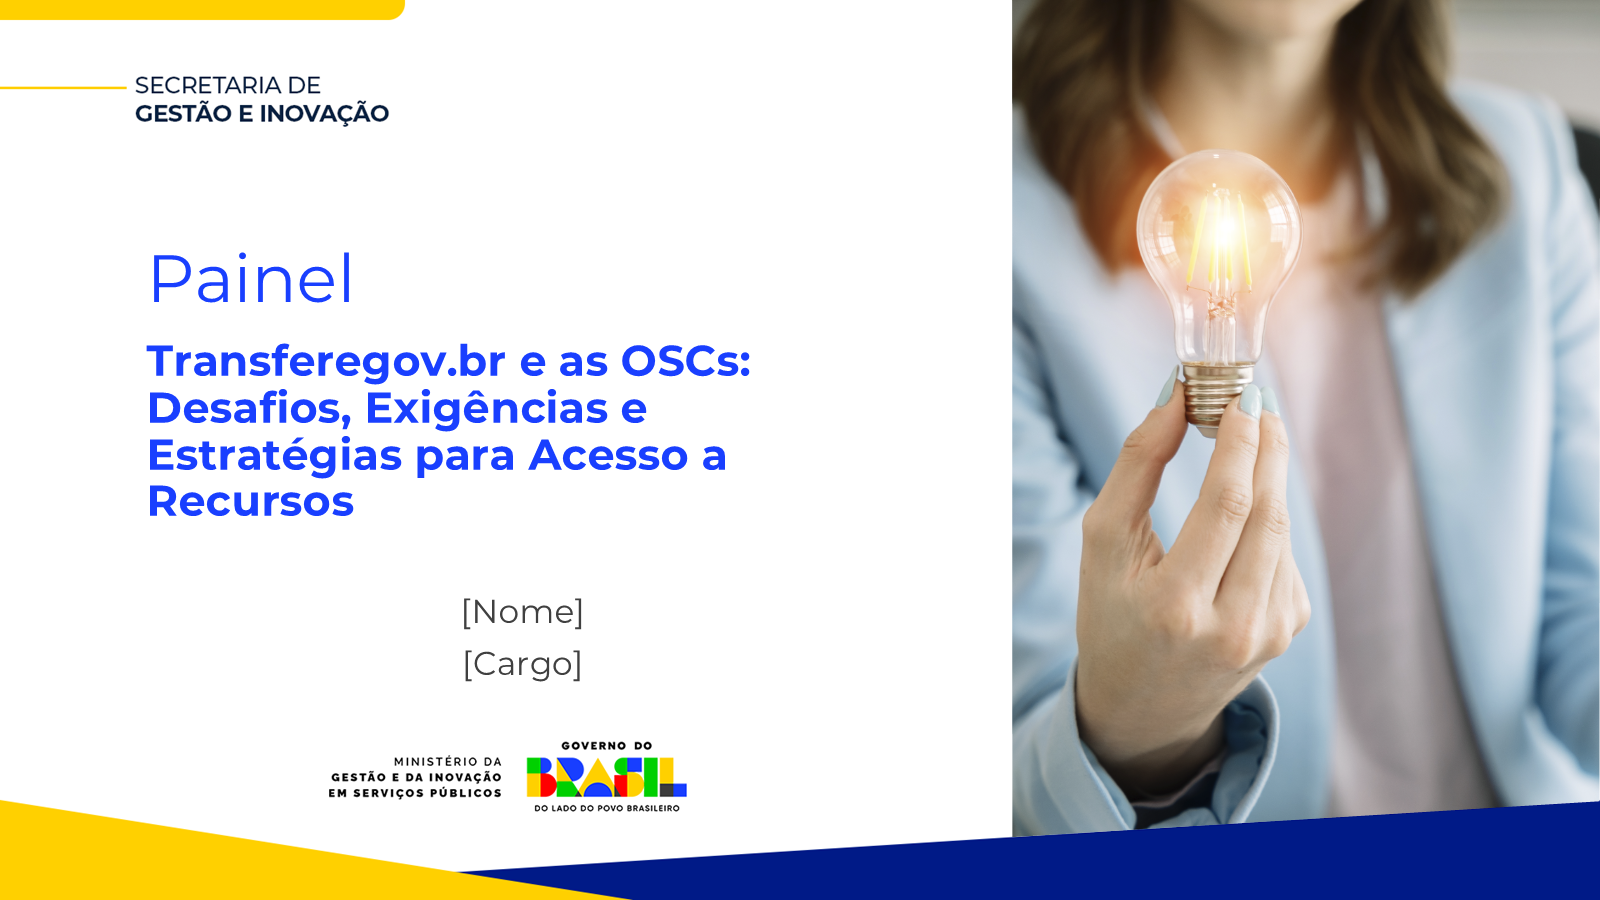 SECRETARIA DE
GESTÃO E INOVAÇÃO
Painel
Transferegov.br e as OSCs:
Desafios, Exigências e
Estratégias para Acesso a
Recursos
[Nome]
[Cargo]
MINISTÉRIO DA
GESTÃO E DA INOVAÇÃO
EM SERVIÇOS PÚBLICOS
GOVERNO DO
BRASIL
DO LADO DO POVO BRASILEIRO